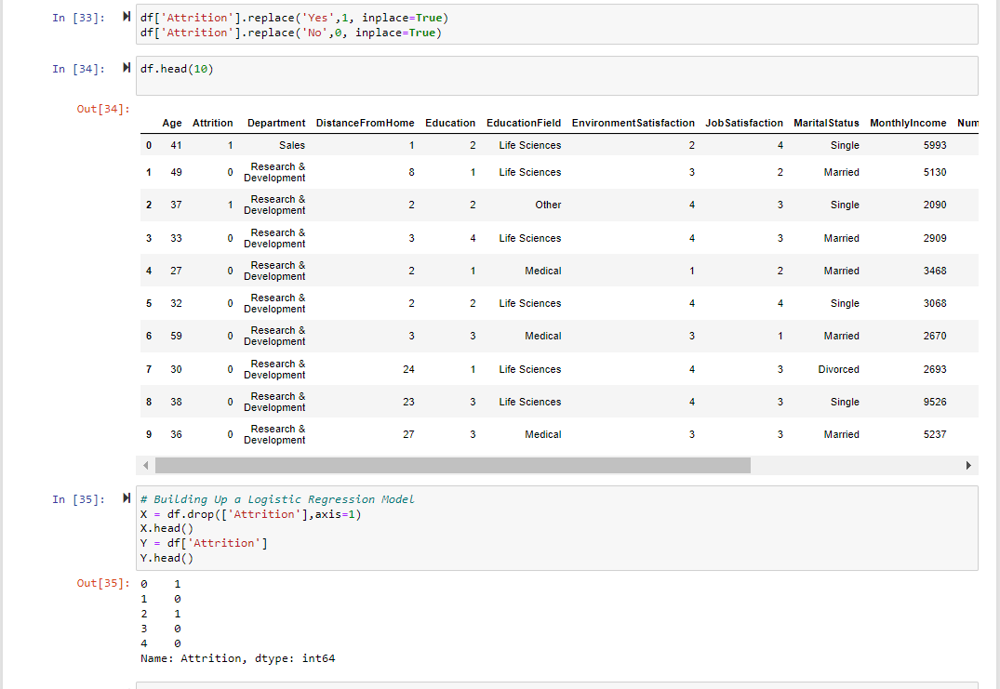 In [33]: df['Attrition'].replace('Yes',1, inplace=True)
df['Attrition'].replace('No',0, inplace=True)
In [34]: df.head(10)
Out[34]:
Age Attrition Department DistanceFromHome Education EducationField EnvironmentSatisfaction JobSatisfaction MaritalStatus MonthlyIncome Num
0 41 1 Sales 1 2 Life Sciences 2 4 Single 5993
1 49 0 Research & Development 8 1 Life Sciences 3 2 Married 5130
2 37 1 Research & Development 2 2 Other 4 3 Single 2090
3 33 0 Research & Development 3 4 Life Sciences 4 3 Married 2909
4 27 0 Research & Development 2 1 Medical 1 2 Married 3468
5 32 0 Research & Development 2 2 Life Sciences 4 4 Single 3068
6 59 0 Research & Development 3 3 Medical 3 1 Married 2670
7 30 0 Research & Development 24 1 Life Sciences 4 3 Divorced 2693
8 38 0 Research & Development 23 3 Life Sciences 4 3 Single 9526
9 36 0 Research & Development 27 3 Medical 3 3 Married 5237
In [35]: # Building Up a Logistic Regression Model
X = df.drop(['Attrition'],axis=1)
X.head()
Y = df['Attrition']
Y.head()
Out[35]: 0 1
1 0
2 1
3 0
4 0
Name: Attrition, dtype: int64